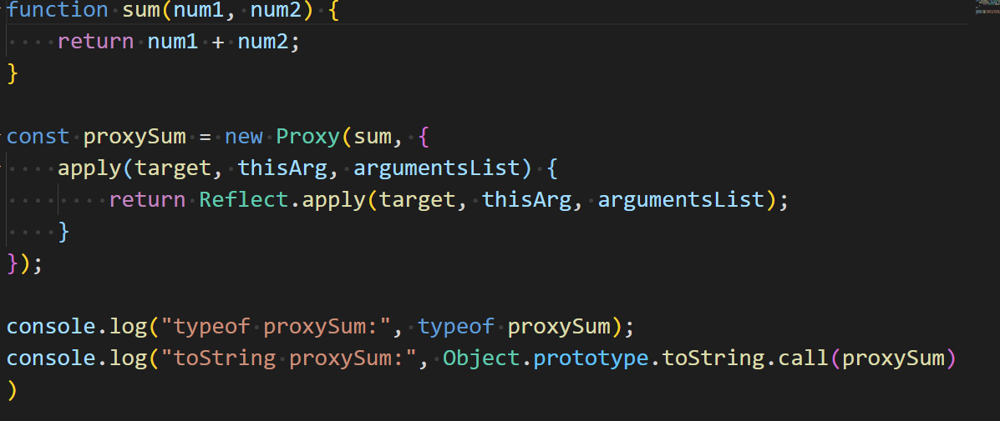 function sum(num1, num2) {
    return num1 + num2;
}

const proxySum = new Proxy(sum, {
    apply(target, thisArg, argumentsList) {
        return Reflect.apply(target, thisArg, argumentsList);
    }
});

console.log("typeof proxySum:", typeof proxySum);
console.log("toString proxySum:", Object.prototype.toString.call(proxySum)
)